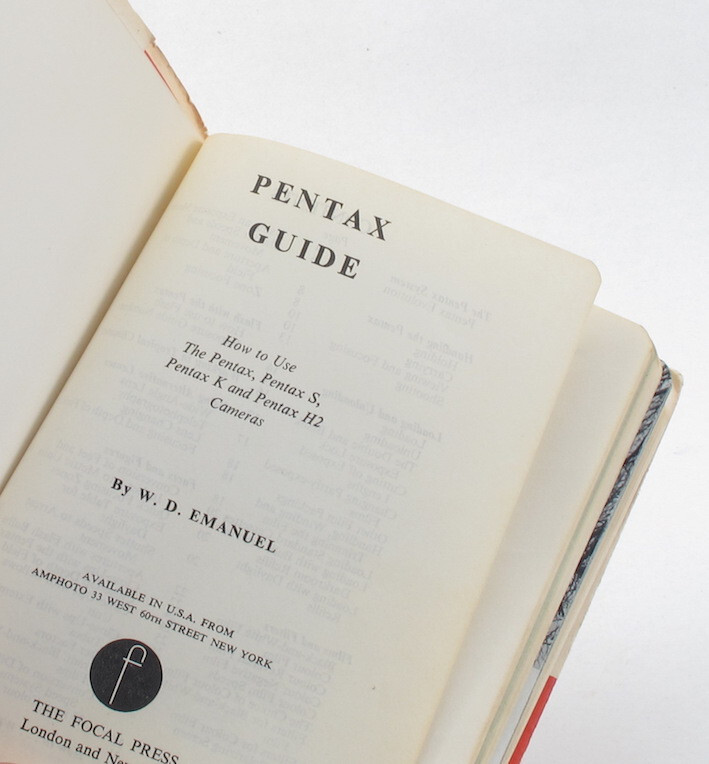 PENTAX
GUIDE
How to Use
The Pentax, Pentax S,
Pentax K and Pentax H2
Cameras
By W. D. EMANUEL
AVAILABLE IN U.S.A. FROM
AMPHOTO 33 WEST 60TH STREET NEW YORK
f
THE FOCAL PRESS
London and